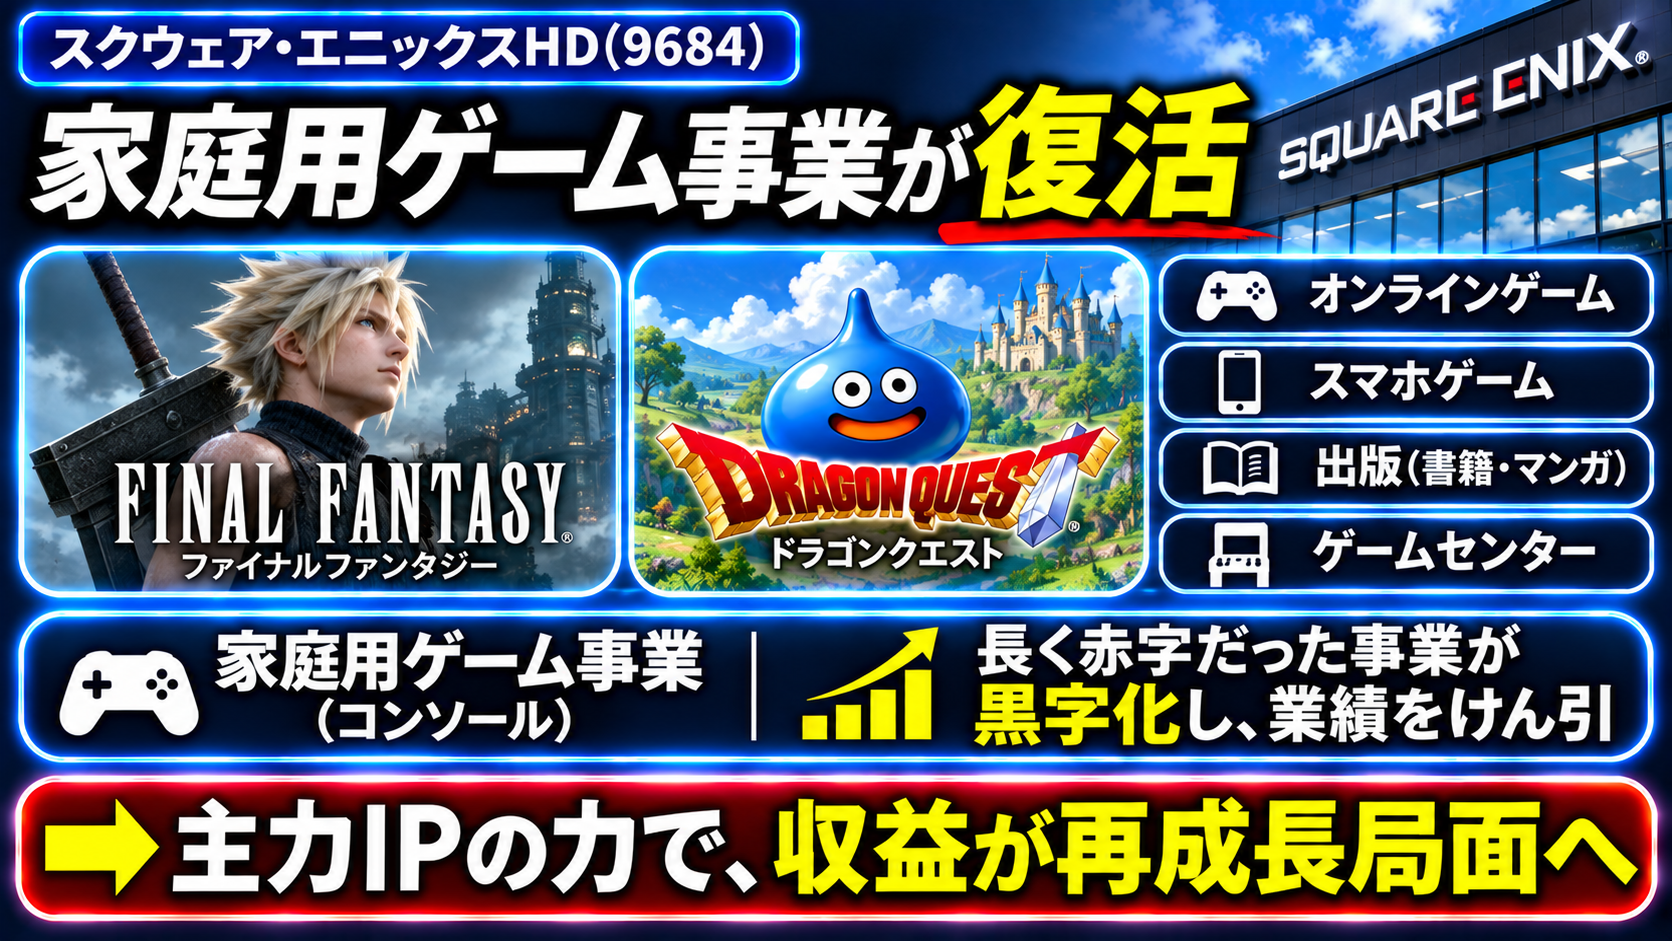 スクウェア・エニックスHD(9684)
SQUARE ENIX®
家庭用ゲーム事業が復活
FINAL FANTASY®
ファイナルファンタジー
DRAGON QUEST®
ドラゴンクエスト
オンラインゲーム
スマホゲーム
出版(書籍・マンガ)
ゲームセンター
家庭用ゲーム事業
(コンソール)
長く赤字だった事業が
黒字化し、業績をけん引
主力IPの力で、収益が再成長局面へ